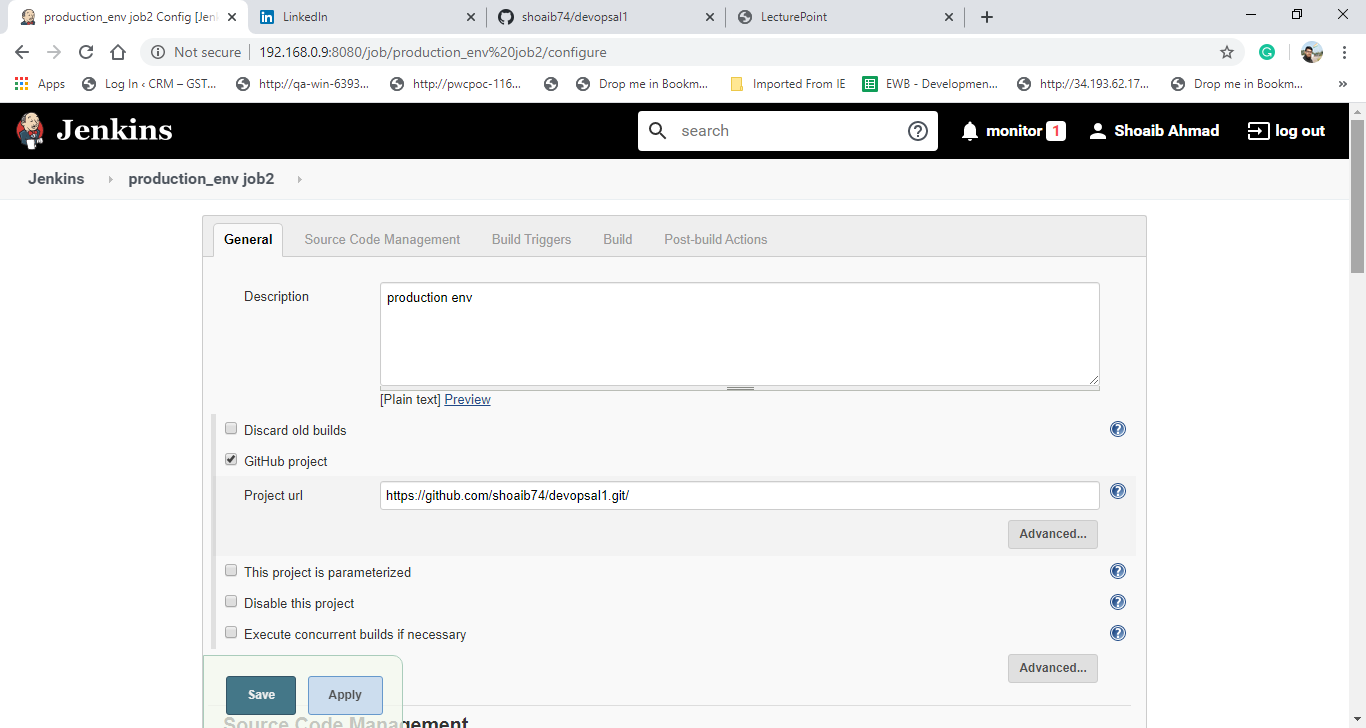 production_env job2 Config [Jen
LinkedIn
shoaib74/devopsal1
LecturePoint
Not secure
192.168.0.9:8080/job/production_env%20job2/configure
Apps
Log In ‹ CRM – GST...
http://qa-win-6393...
http://pwcpoc-116...
Drop me in Bookm...
Imported From IE
EWB - Developmen...
http://34.193.62.17...
Drop me in Bookm...
»
Jenkins
search
monitor 1
Shoaib Ahmad
log out
Jenkins
production_env job2
General
Source Code Management
Build Triggers
Build
Post-build Actions
Description
production env
[Plain text] Preview
Discard old builds
GitHub project
Project url
https://github.com/shoaib74/devopsal1.git/
Advanced...
This project is parameterized
Disable this project
Execute concurrent builds if necessary
Advanced...
Save
Apply
Source Code Management